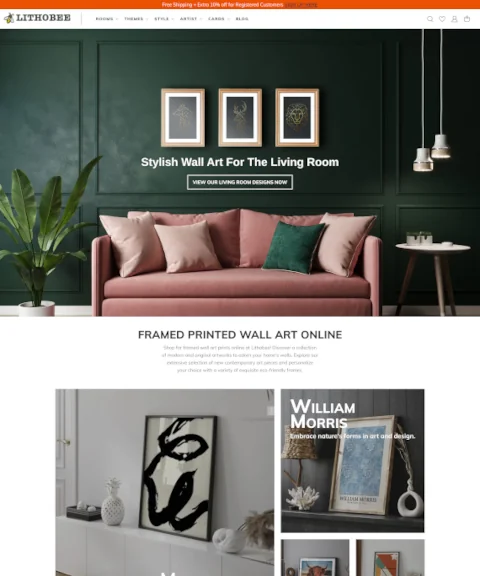 Free Shipping + Extra 10% off for Registered Customers
LITHOBEE
ROOMS THEMES STYLE ARTIST CARDS BLOG
Stylish Wall Art For The Living Room
VIEW OUR LIVING ROOM DESIGNS NOW
FRAMED PRINTED WALL ART ONLINE
Shop for framed wall art prints online at Lithobee! Discover a collection
of modern and original artworks to adorn your home's walls. Explore our
extensive selection of new contemporary art pieces and personalize
your choice with a variety of exquisite eco-friendly frames.
WILLIAM
MORRIS
Embrace nature's forms in art and design.
WILLIAM MORRIS